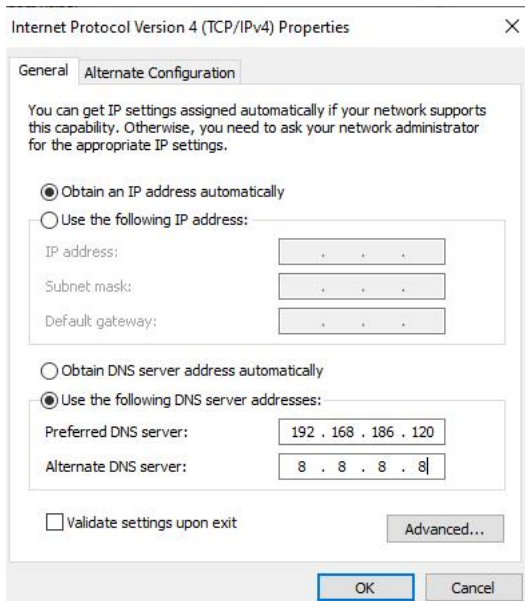 Internet Protocol Version 4 (TCP/IPv4) Properties
General
Alternate Configuration
You can get IP settings assigned automatically if your network supports
this capability. Otherwise, you need to ask your network administrator
for the appropriate IP settings.
Obtain an IP address automatically
Use the following IP address:
IP address:
. . .
Subnet mask:
. . .
Default gateway:
. . .
Obtain DNS server address automatically
Use the following DNS server addresses:
Preferred DNS server:
192 . 168 . 186 . 120
Alternate DNS server:
8 . 8 . 8 . 8
Validate settings upon exit
Advanced...
OK
Cancel